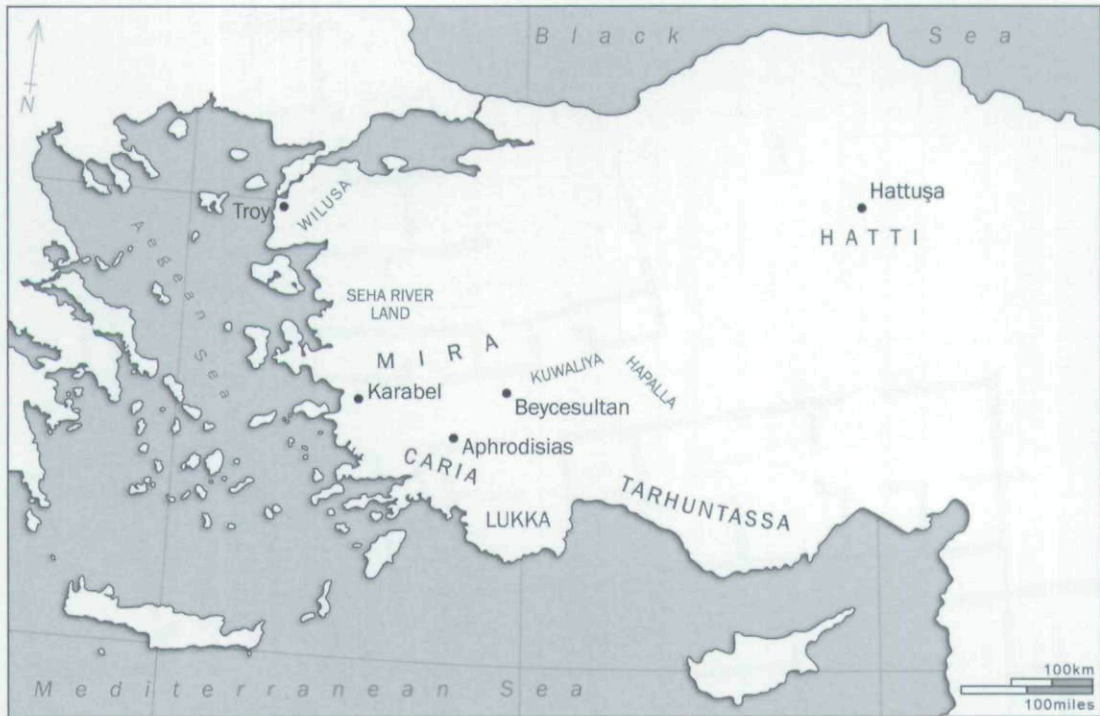 Black Sea
N
Hattuşa
HATTI
Troy
WILUSA
Aegean Sea
SEHA RIVER
LAND
MIRA
KUWALIYA
HAPALLA
Karabel
Beycesultan
Aphrodisias
CARIA
TARHUNTASSA
LUKKA
100km
100miles
Mediterranean Sea